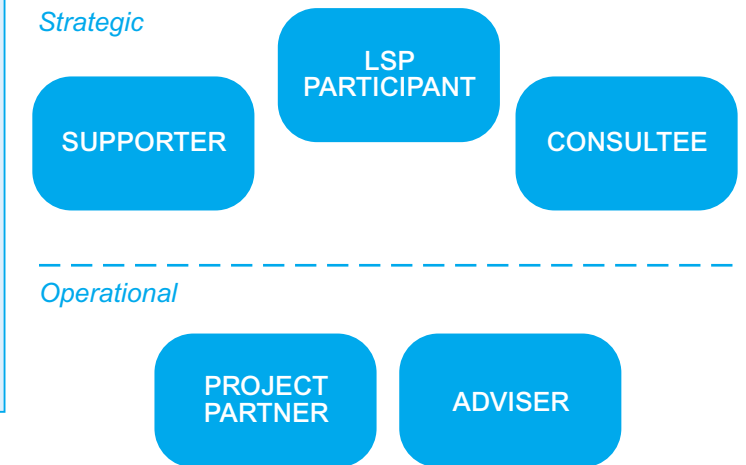 Strategic
LSP
PARTICIPANT
SUPPORTER
CONSULTEE
Operational
PROJECT
PARTNER
ADVISER